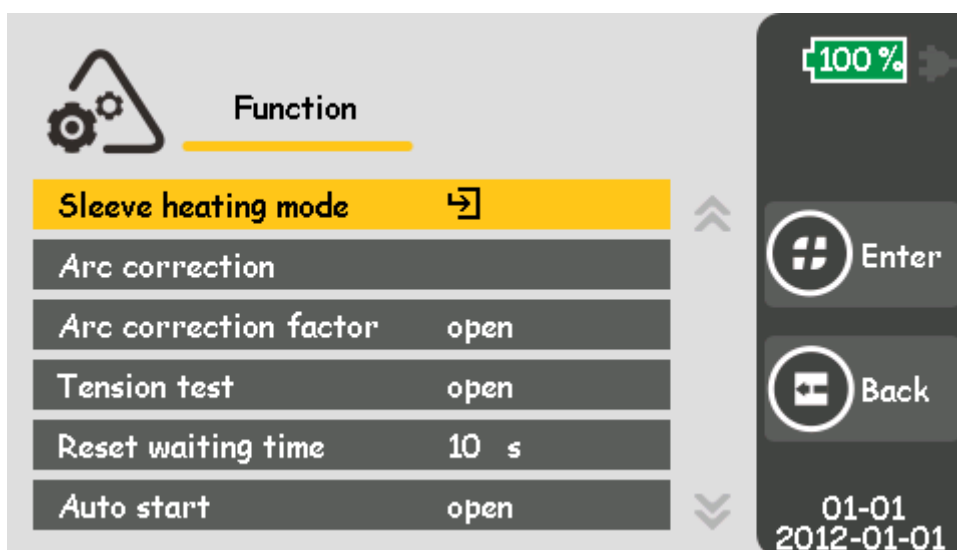 Function
Sleeve heating mode
Arc correction
Arc correction factor open
Tension test open
Reset waiting time 10 s
Auto start open
100 %
Enter
Back
01-01
2012-01-01